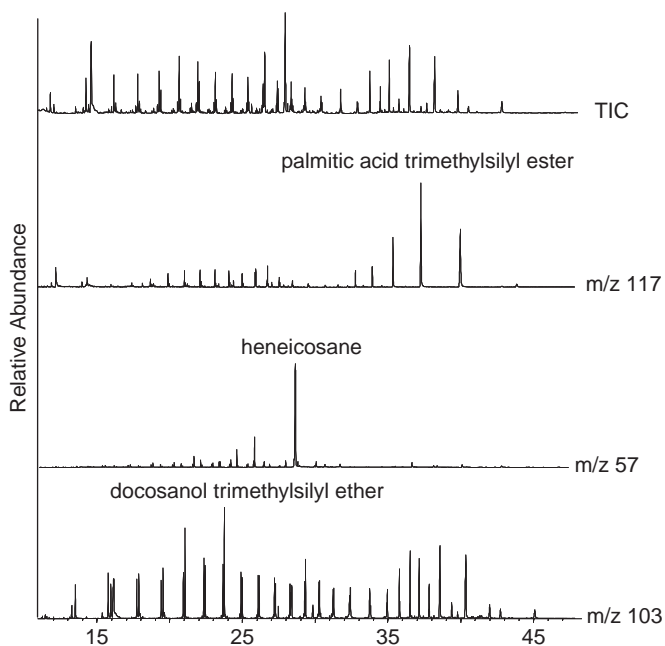 TIC
palmitic acid trimethylsilyl ester
m/z 117
Relative Abundance
heneicosane
m/z 57
docosanol trimethylsilyl ether
m/z 103
15 25 35 45